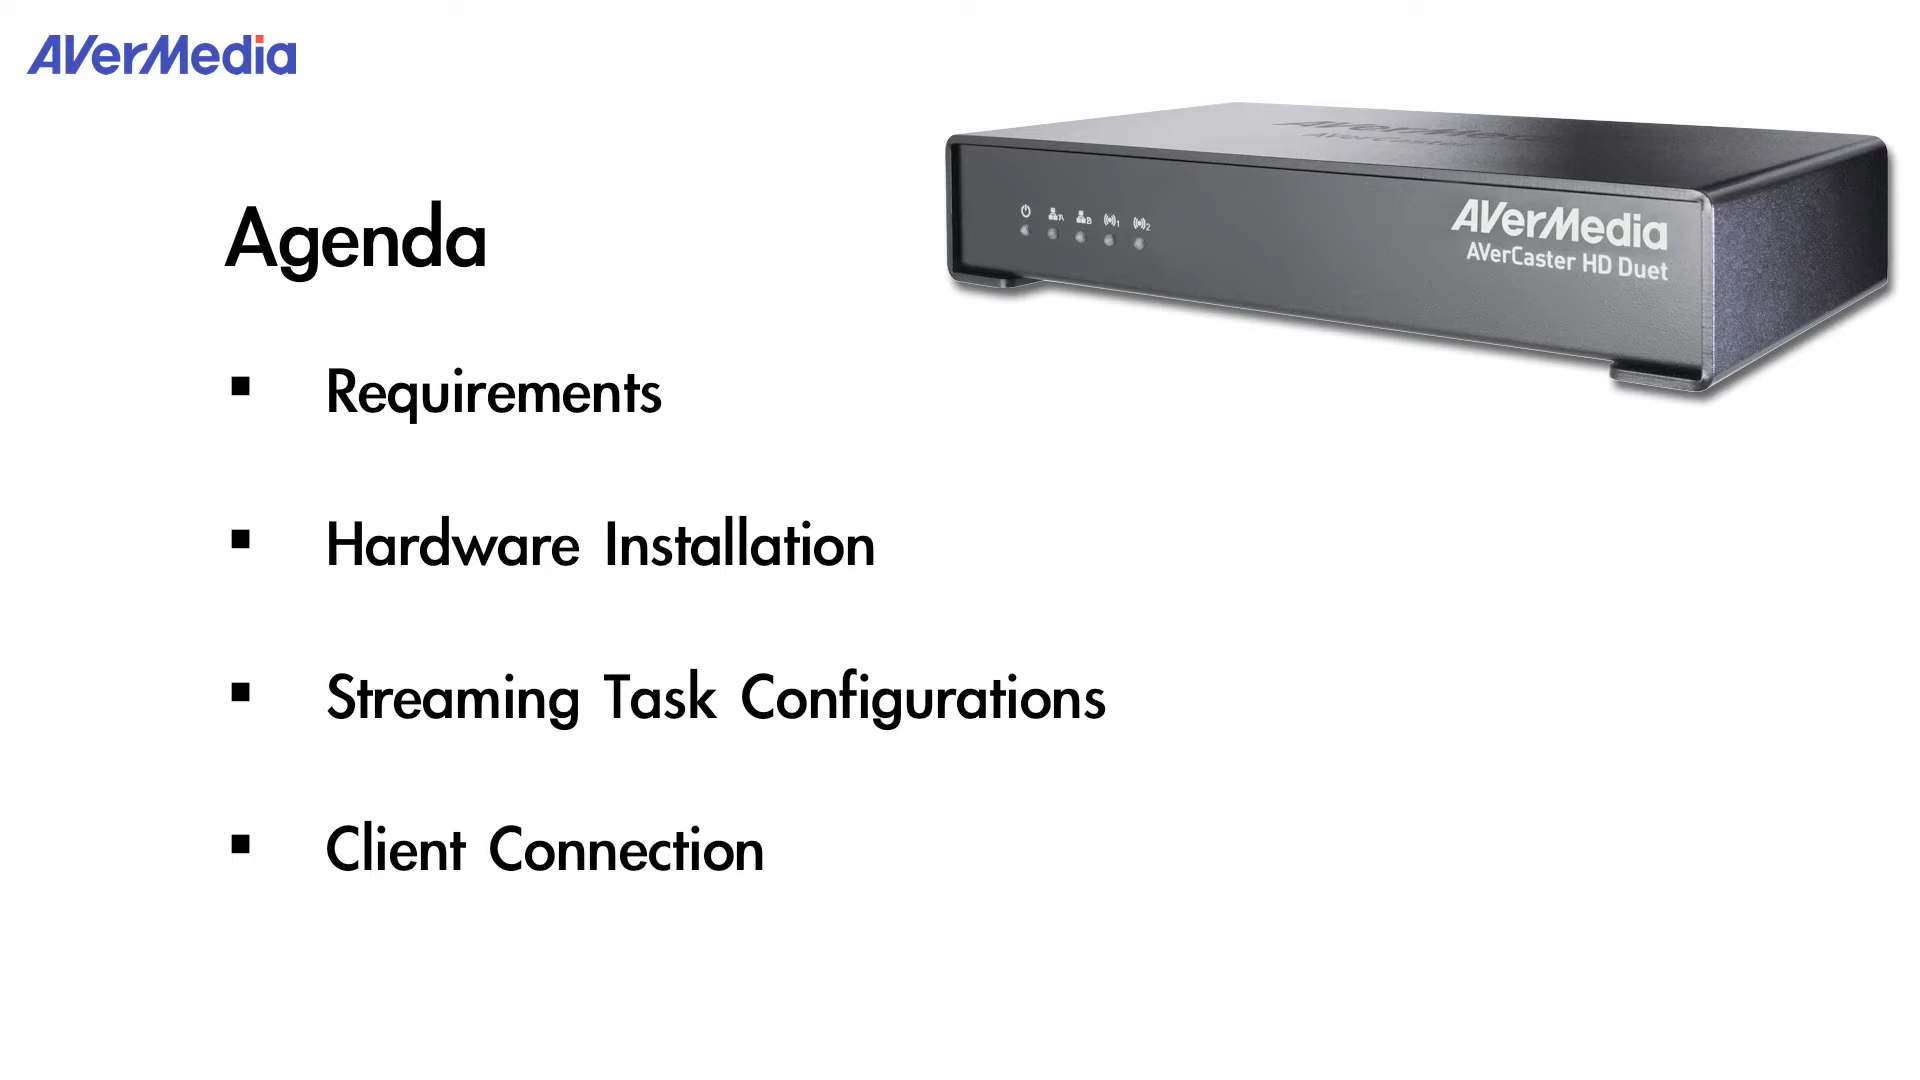 AVerMedia
AVerMedia
AVerCaster HD Duet
Agenda
▪ Requirements
▪ Hardware Installation
▪ Streaming Task Configurations
▪ Client Connection